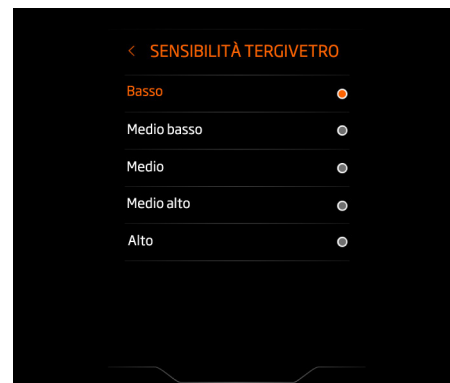 SENSIBILITÀ TERGIVETRO
Basso
Medio basso
Medio
Medio alto
Alto